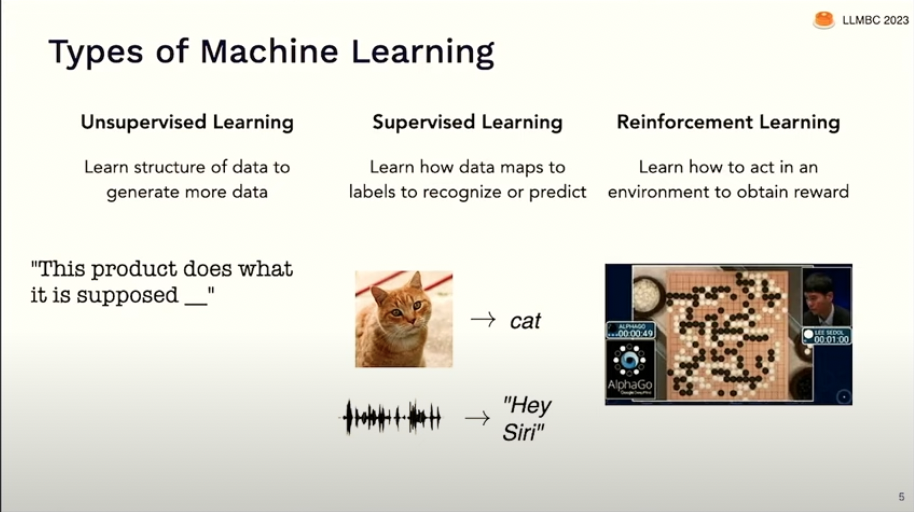 LLMBC 2023
Types of Machine Learning
Unsupervised Learning
Learn structure of data to
generate more data
"This product does what
it is supposed __"
Supervised Learning
Learn how data maps to
labels to recognize or predict
→ cat
→ "Hey
Siri"
Reinforcement Learning
Learn how to act in an
environment to obtain reward
ALPHAGO
00:00:49
LEE SEDOL
00:01:00
AlphaGo
Google DeepMind
5